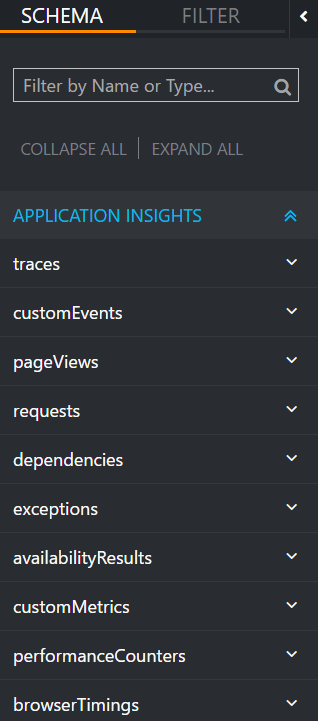 SCHEMA FILTER
Filter by Name or Type...
COLLAPSE ALL EXPAND ALL
APPLICATION INSIGHTS
traces
customEvents
pageViews
requests
dependencies
exceptions
availabilityResults
customMetrics
performanceCounters
browserTimings